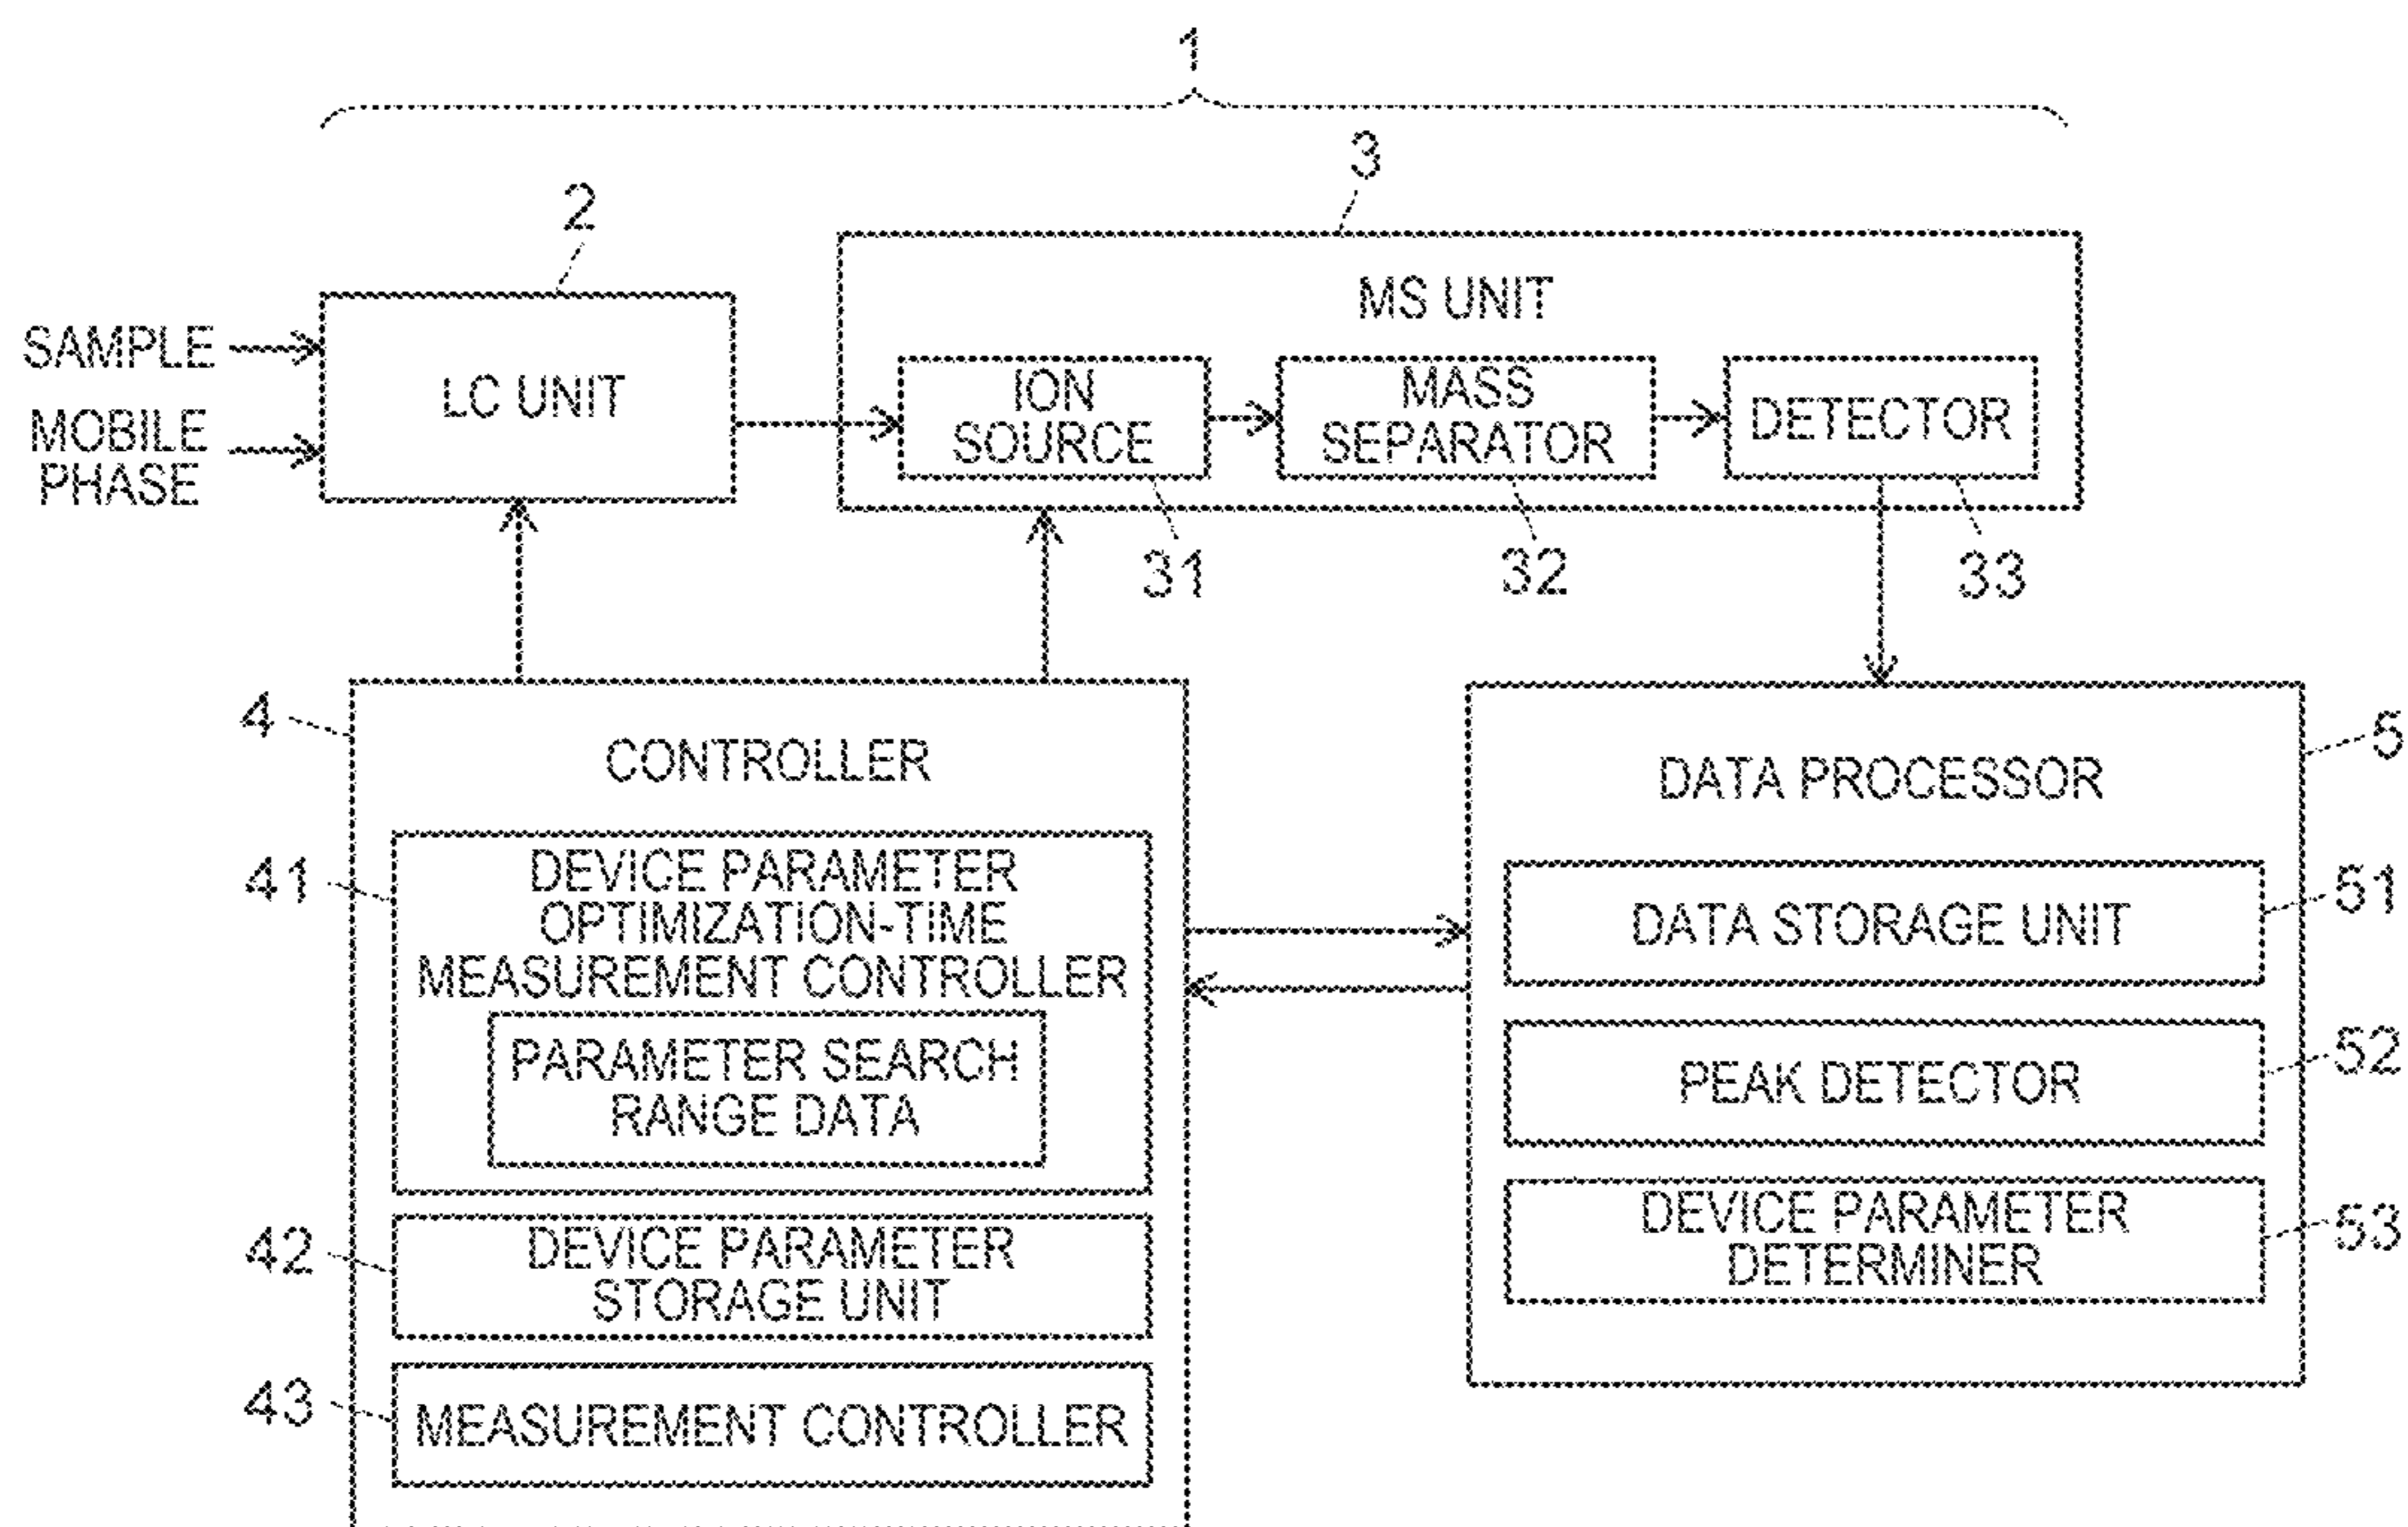 1
3
2
MS UNIT
SAMPLE
MOBILE
PHASE
LC UNIT
ION
SOURCE
MASS
SEPARATOR
DETECTOR
31
32
33
4
CONTROLLER
41
DEVICE PARAMETER
OPTIMIZATION-TIME
MEASUREMENT CONTROLLER
PARAMETER SEARCH
RANGE DATA
42
DEVICE PARAMETER
STORAGE UNIT
43
MEASUREMENT CONTROLLER
5
DATA PROCESSOR
51
DATA STORAGE UNIT
52
PEAK DETECTOR
53
DEVICE PARAMETER
DETERMINER